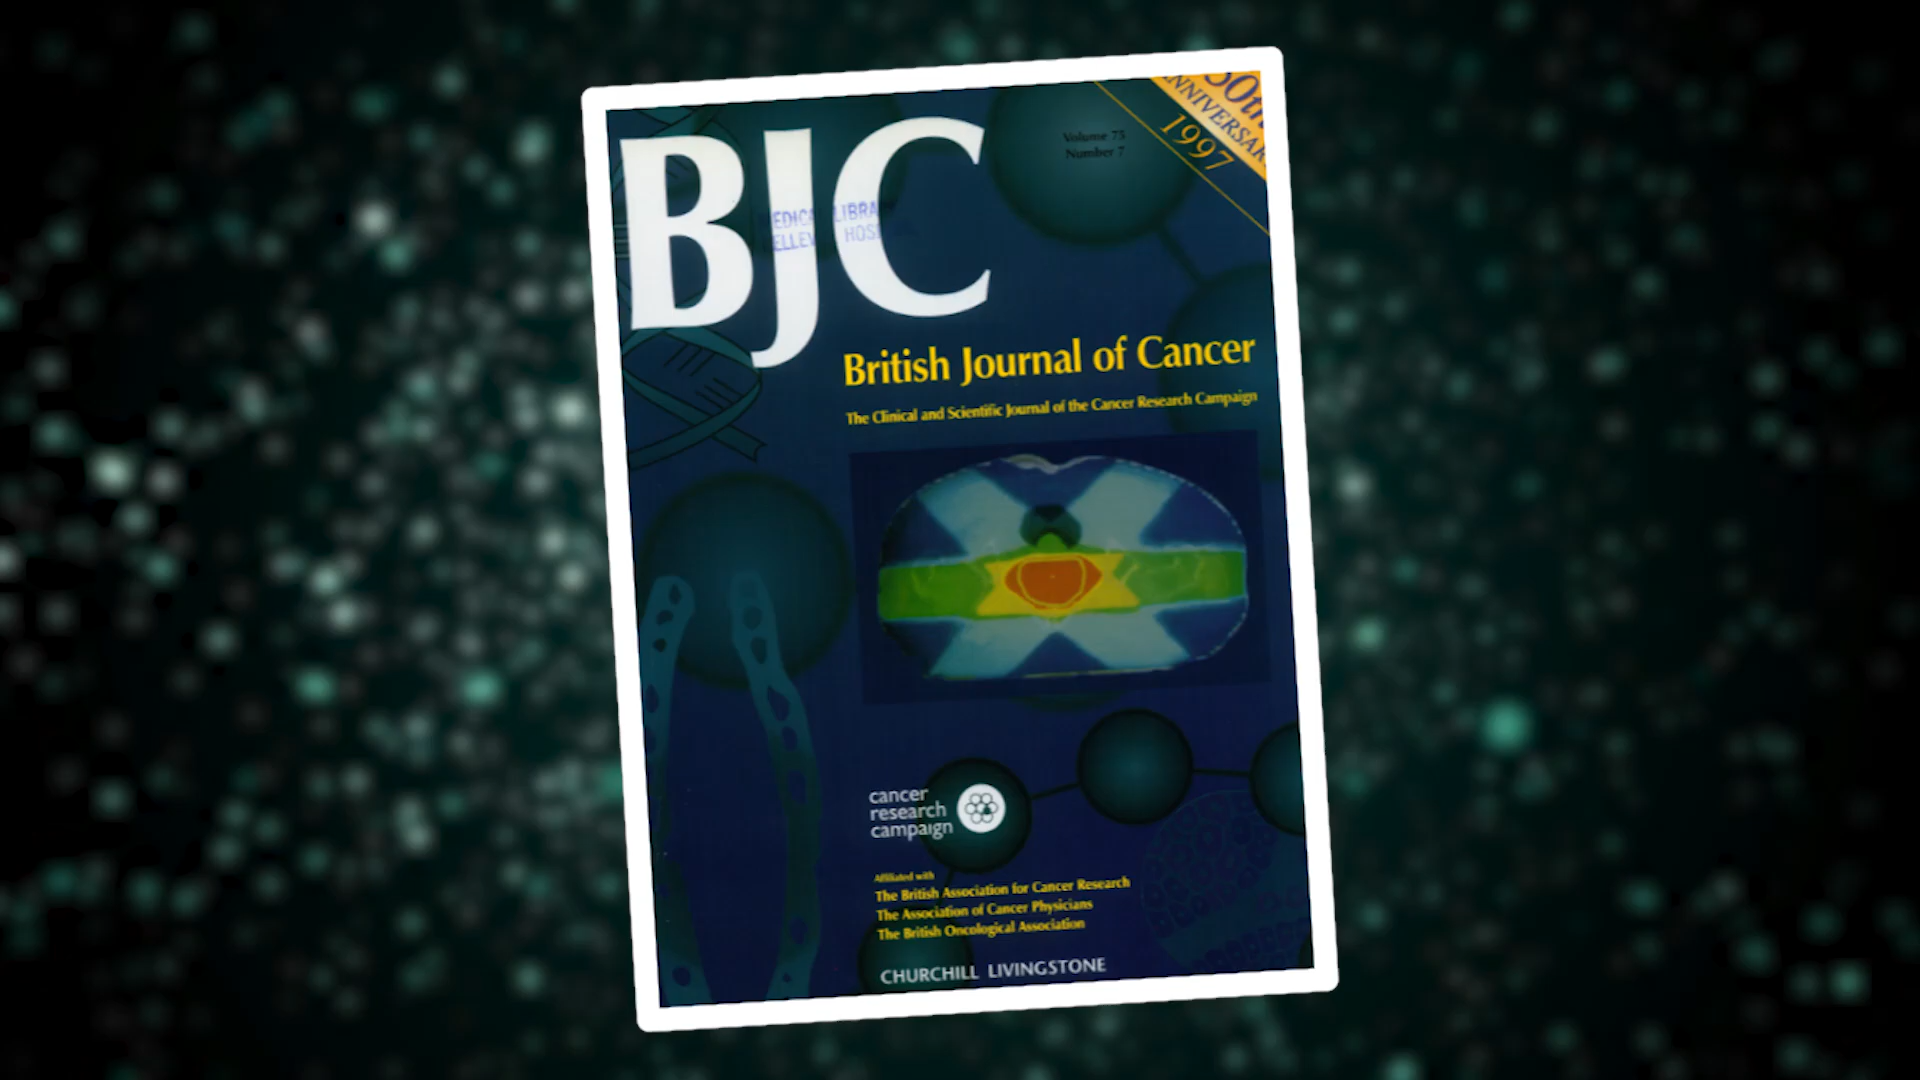 BJC
Volume 75
Number 7
ANNIVERSAR
1997
British Journal of Cancer
The Clinical and Scientific Journal of the Cancer Research Campaign
cancer
research
campaign
Affiliated with
The British Association for Cancer Research
The Association of Cancer Physicians
The British Oncological Association
CHURCHILL LIVINGSTONE